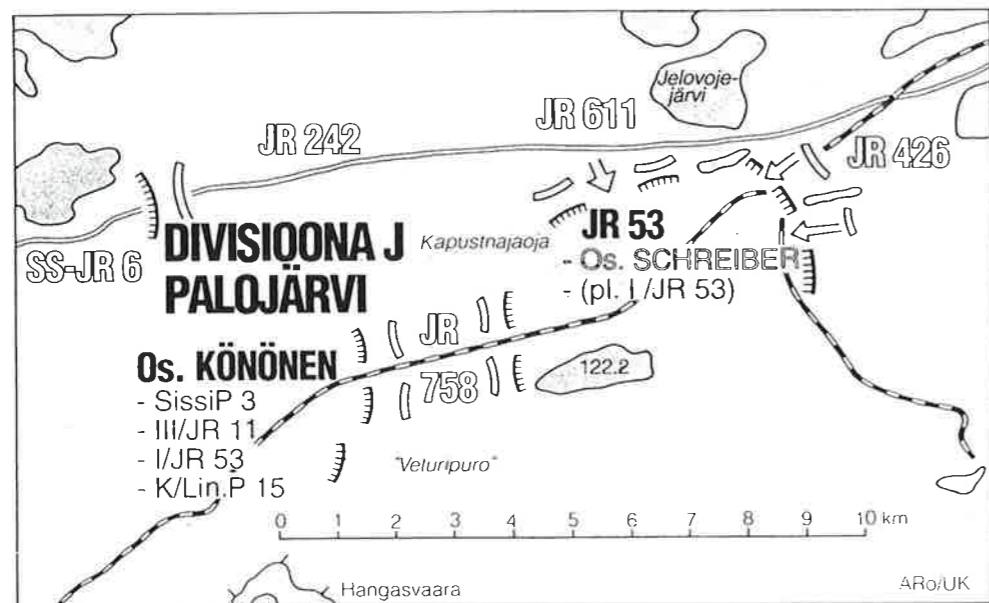 Jelovoje-
järvi
JR 611
JR 242
JR 426
SS-JR 6
DIVISIOONA J
PALOJÄRVI
Kapustnajaoja
JR 53
- Os. SCHREIBER
- (pl. I/JR 53)
JR
758
122.2
Os. KÖNÖNEN
- SissiP 3
- III/JR 11
- I/JR 53
- K/Lin.P 15
"Veturipuro"
0 1 2 3 4 5 6 7 8 9 10 km
Hangasvaara
ARo/UK